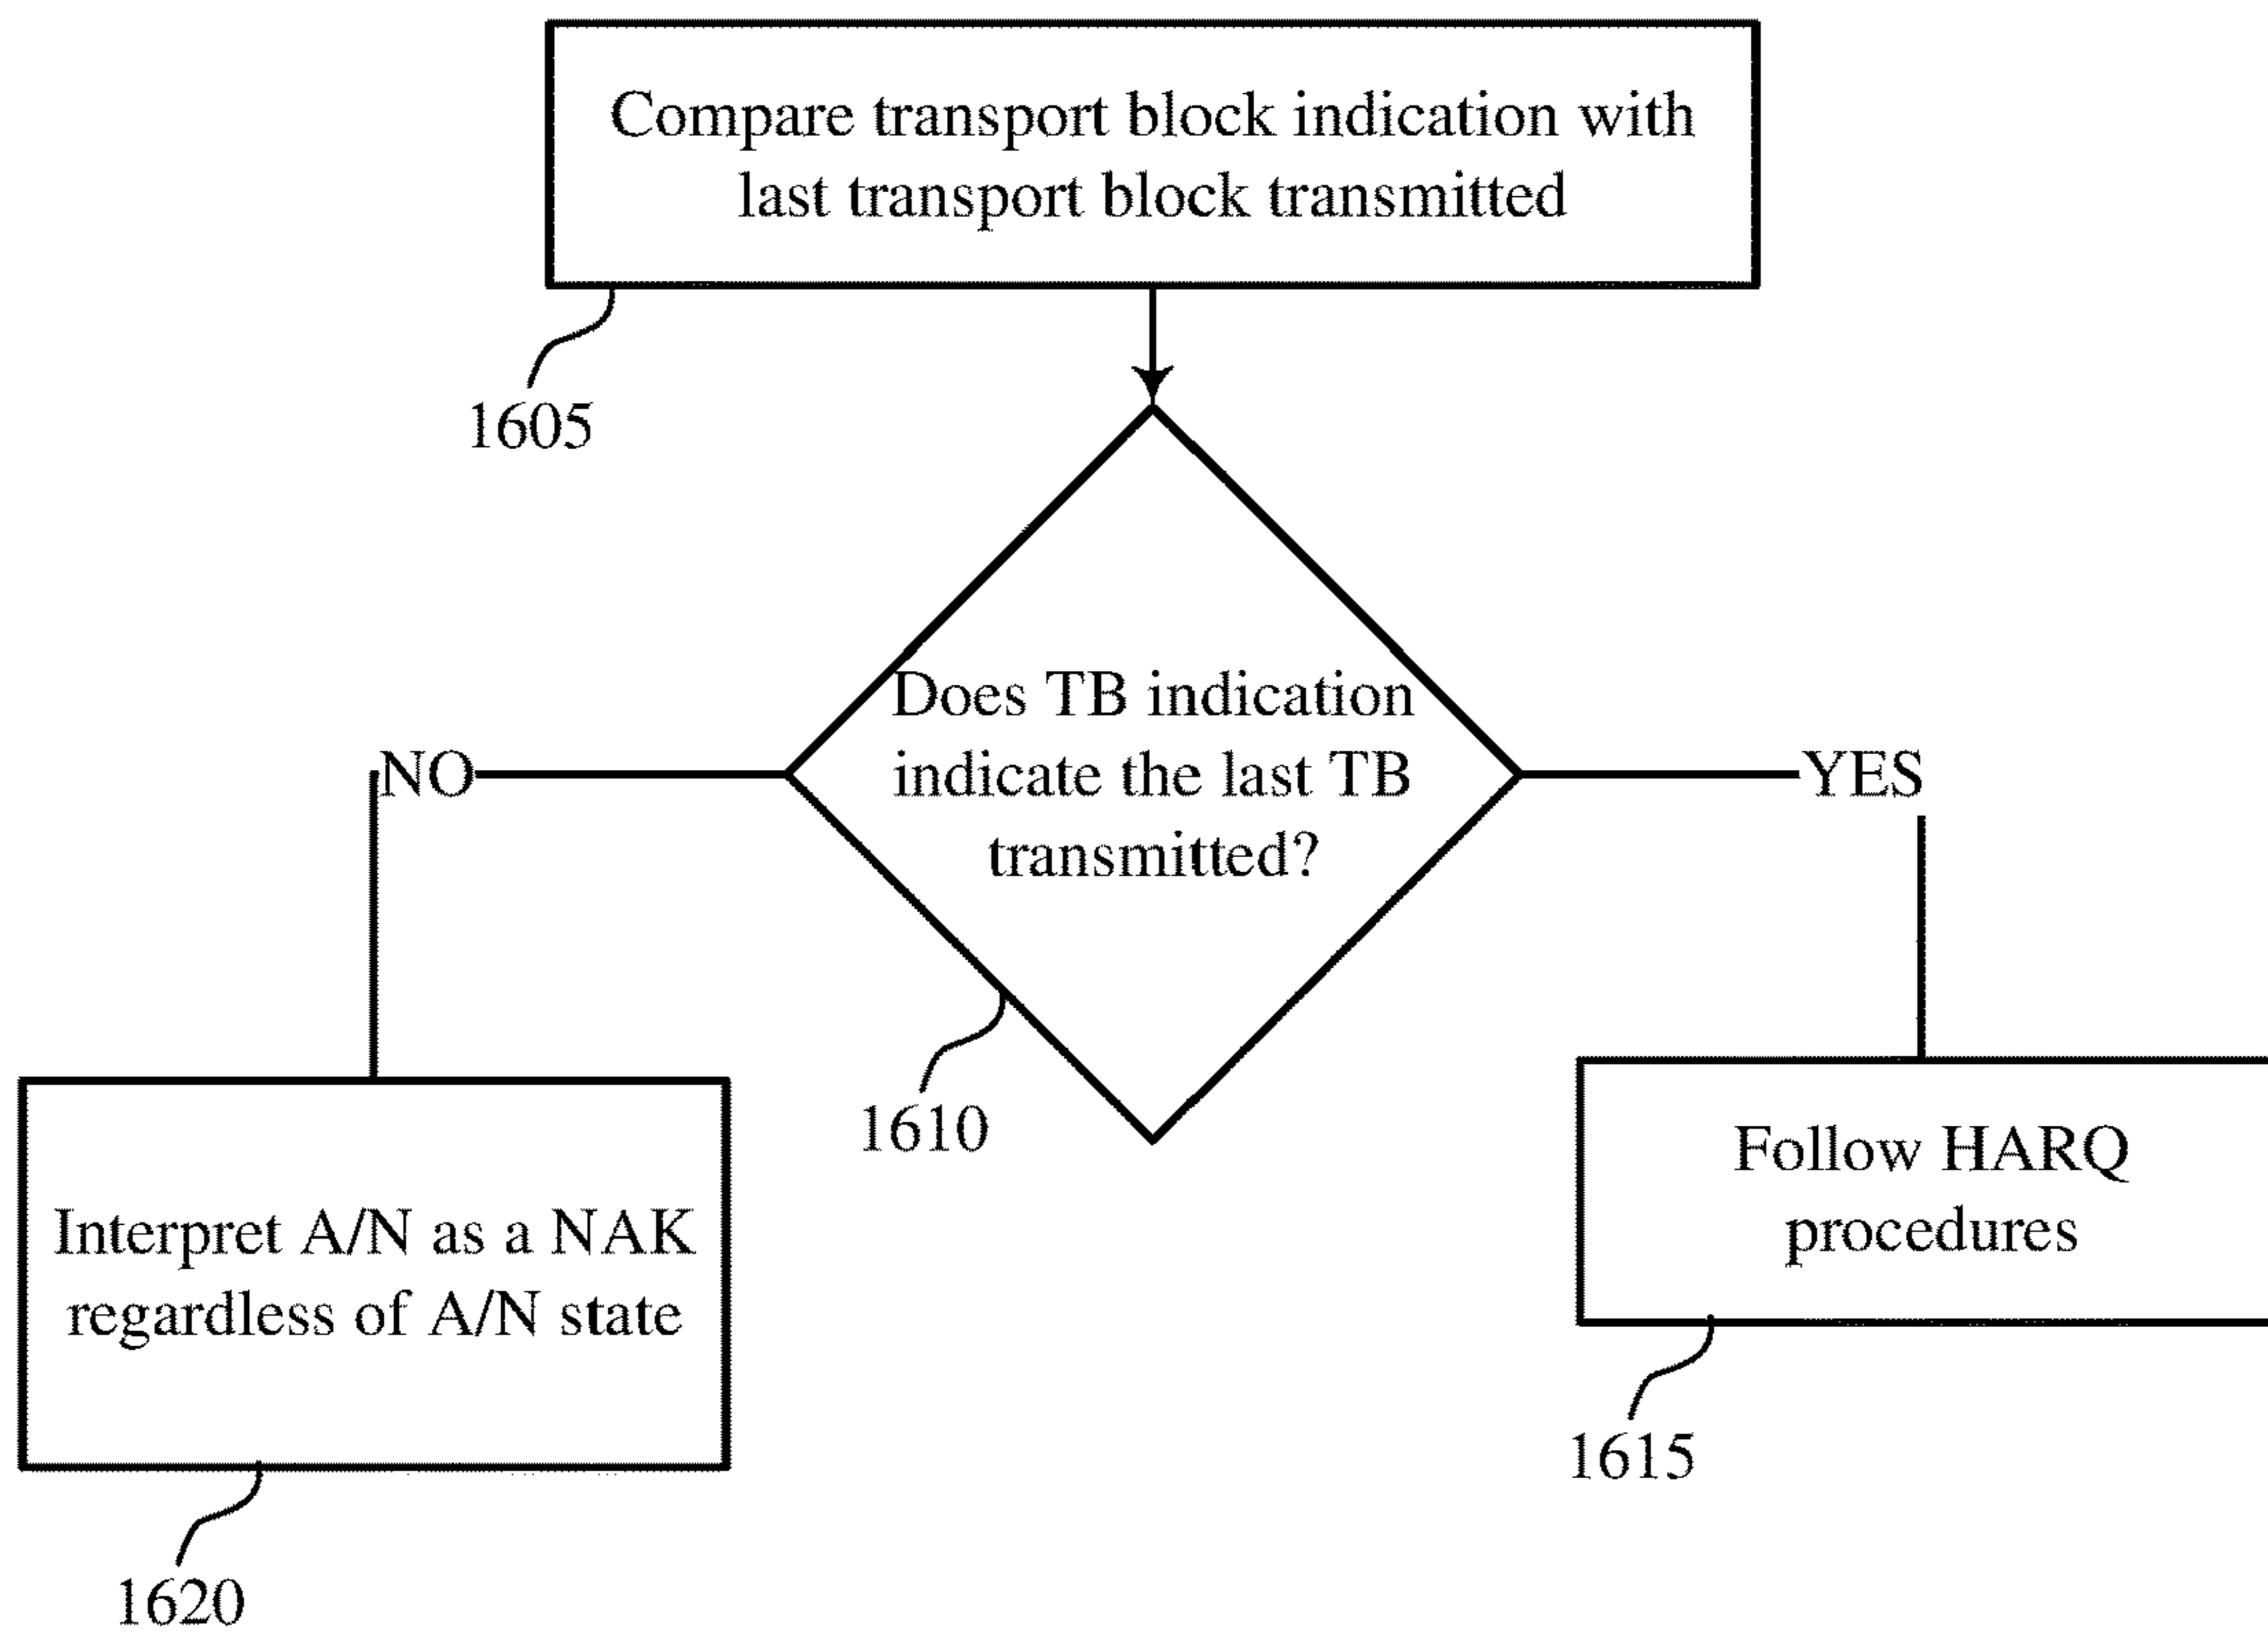 Compare transport block indication with
last transport block transmitted
1605
Does TB indication
indicate the last TB
transmitted?
NO
YES
1610
Follow HARQ
procedures
Interpret A/N as a NAK
regardless of A/N state
1615
1620